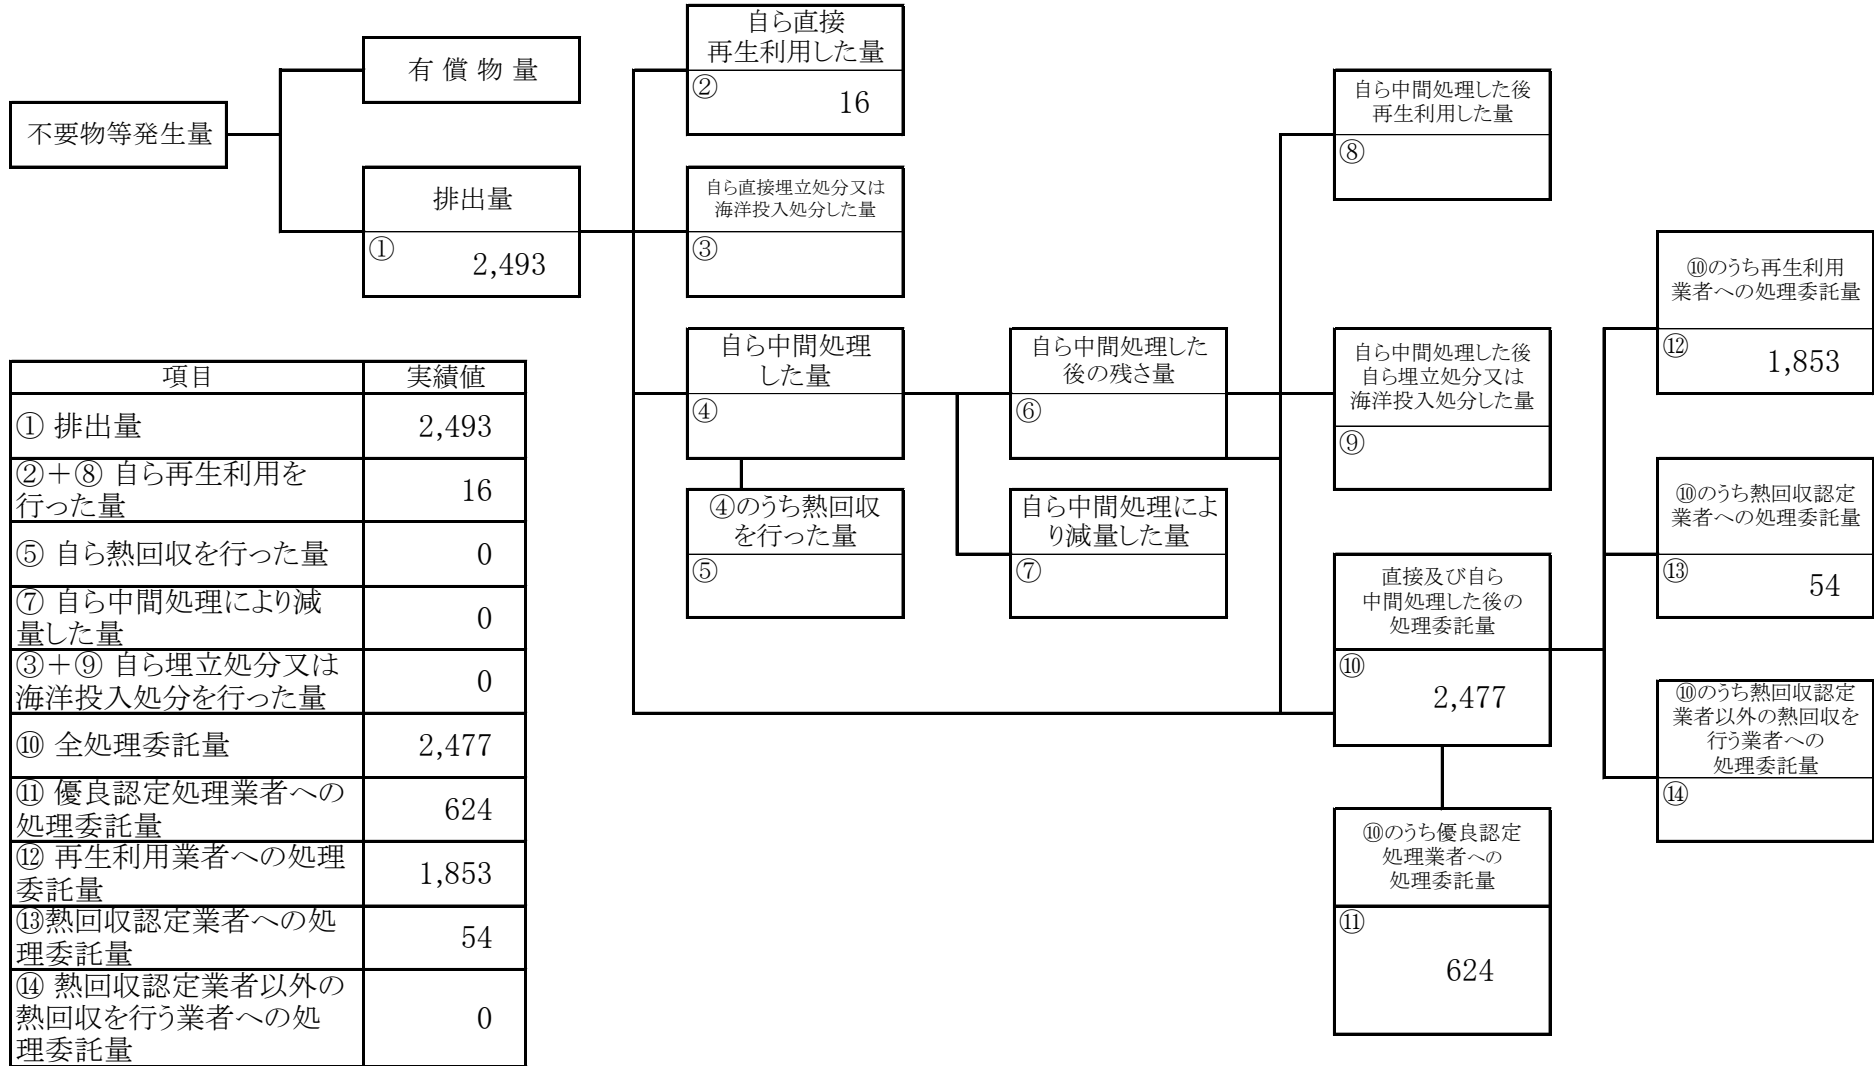 不要物等発生量
有 償 物 量
排出量
①
2,493
自ら直接
再生利用した量
②
16
自ら直接埋立処分又は
海洋投入処分した量
③
自ら中間処理
した量
④
④のうち熱回収
を行った量
⑤
自ら中間処理した
後の残さ量
⑥
自ら中間処理によ
り減量した量
⑦
自ら中間処理した後
再生利用した量
⑧
自ら中間処理した後
自ら埋立処分又は
海洋投入処分した量
⑨
直接及び自ら
中間処理した後の
処理委託量
⑩
2,477
⑩のうち優良認定
処理業者への
処理委託量
⑪
624
⑩のうち再生利用
業者への処理委託量
⑫
1,853
⑩のうち熱回収認定
業者への処理委託量
⑬
54
⑩のうち熱回収認定
業者以外の熱回収を
行う業者への
処理委託量
⑭
項目 実績値
① 排出量 2,493
②＋⑧ 自ら再生利用を
行った量 16
⑤ 自ら熱回収を行った量 0
⑦ 自ら中間処理により減
量した量 0
③＋⑨ 自ら埋立処分又は
海洋投入処分を行った量 0
⑩ 全処理委託量 2,477
⑪ 優良認定処理業者への
処理委託量 624
⑫ 再生利用業者への処理
委託量 1,853
⑬熱回収認定業者への処
理委託量 54
⑭ 熱回収認定業者以外の
熱回収を行う業者への処 0
理委託量